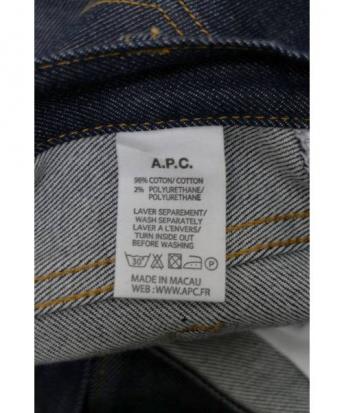 A.P.C.
98% COTON/COTTON
2% POLYURETHANE/
POLYURETHANE
LAVER SEPAREMENT/
WASH SEPARATELY
LAVER A L'ENVERS/
TURN INSIDE OUT
BEFORE WASHING
30° P
MADE IN MACAU
WEB : WWW.APC.FR